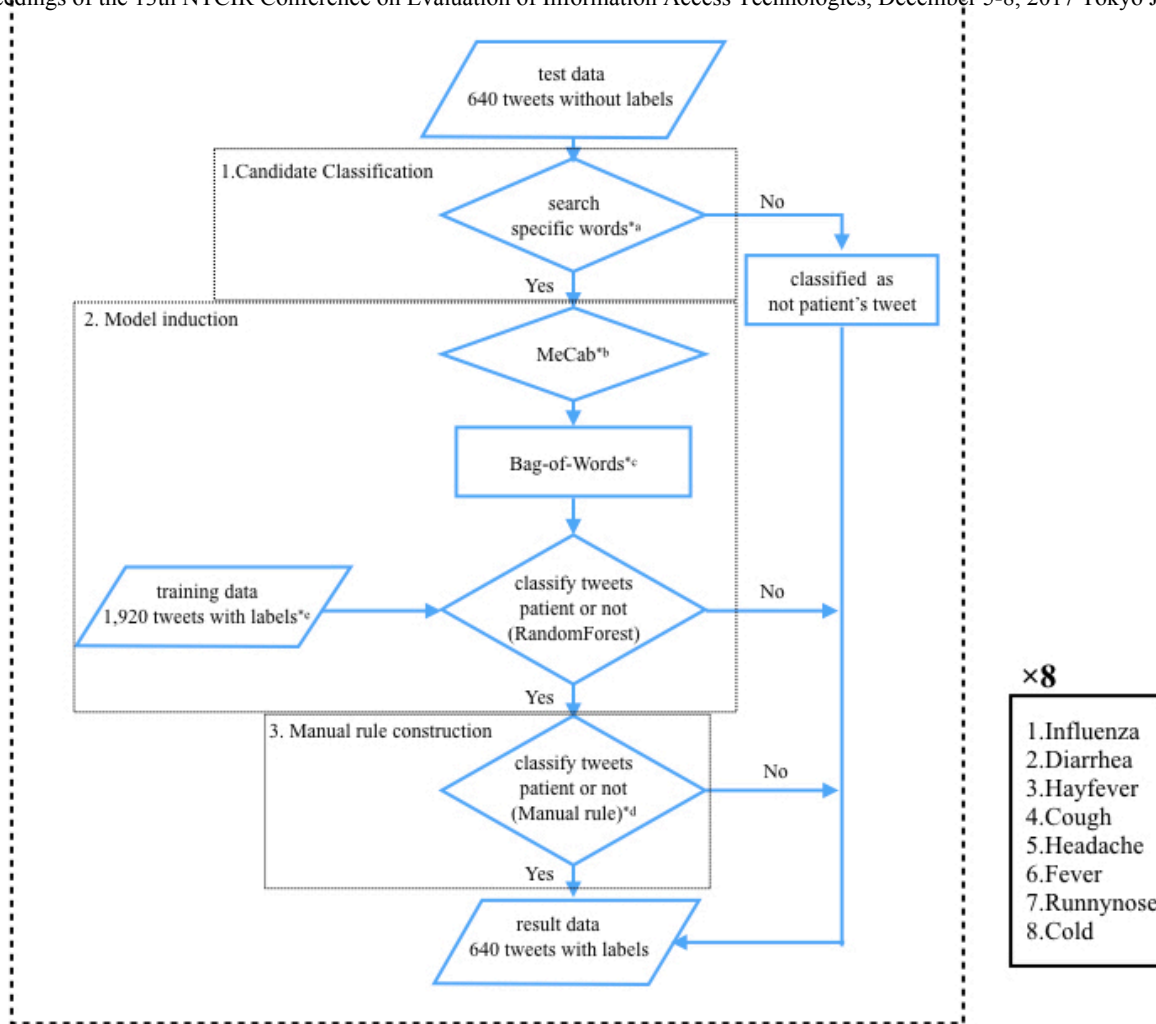 edings of the 13th NTCIR Conference on Evaluation of Information Access Technologies, December 5-8, 2017 Tokyo J
test data
640 tweets without labels
1.Candidate Classification
search
specific words*a
No
Yes
classified as
not patient's tweet
2. Model induction
MeCab*b
Bag-of-Words*c
training data
1,920 tweets with labels*e
classify tweets
patient or not
(RandomForest)
No
Yes
3. Manual rule construction
classify tweets
patient or not
(Manual rule)*d
No
Yes
result data
640 tweets with labels
×8
1.Influenza
2.Diarrhea
3.Hayfever
4.Cough
5.Headache
6.Fever
7.Runnynose
8.Cold